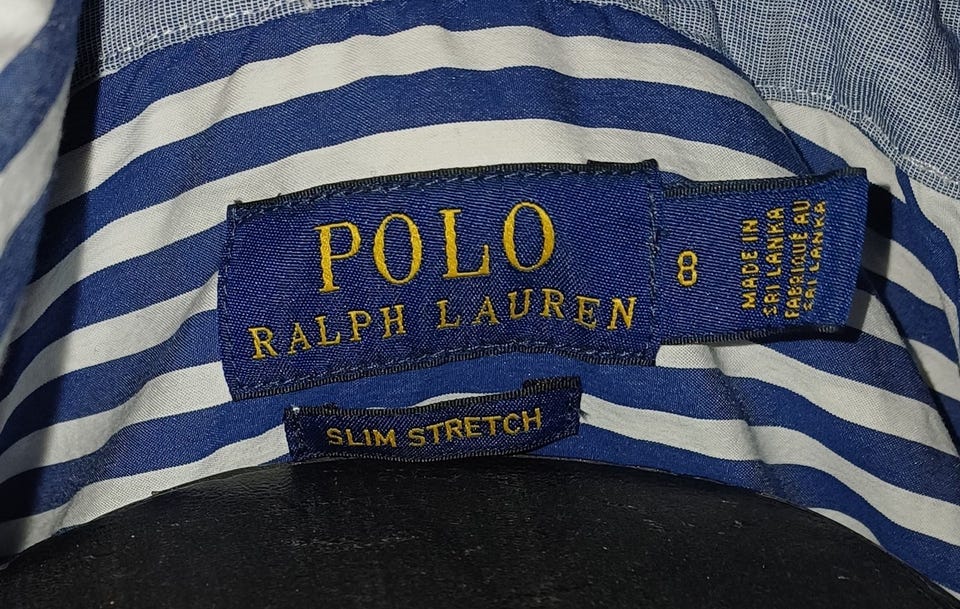 POLO
RALPH LAUREN
8
MADE IN
SRI LANKA
FABRIQUE AU
SRI LANKA
SLIM STRETCH